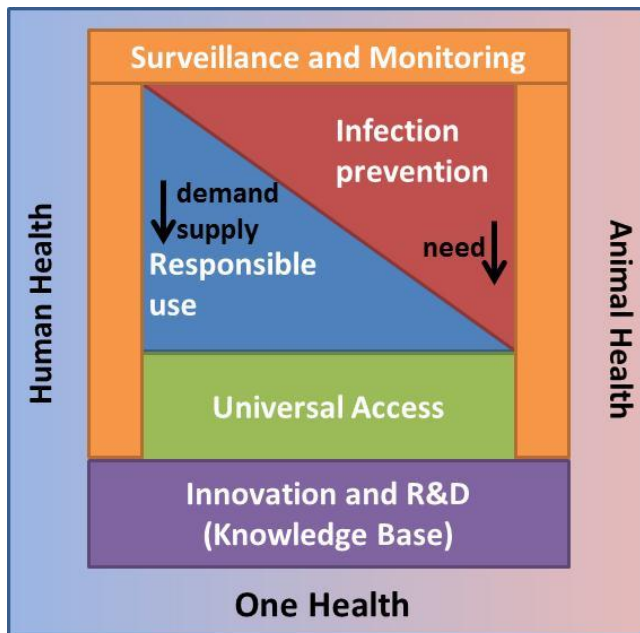 Surveillance and Monitoring
Infection
prevention
demand
supply
need
Responsible
use
Human Health
Animal Health
Universal Access
Innovation and R&D
(Knowledge Base)
One Health